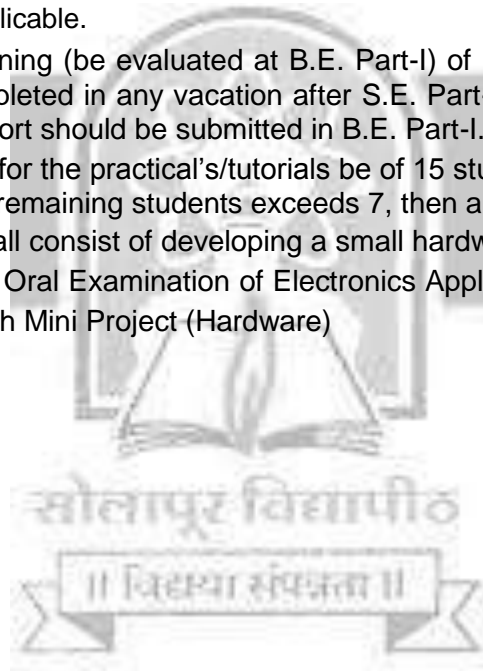 licable.
ning (be evaluated at B.E. Part-I) of
pleted in any vacation after S.E. Part-
ort should be submitted in B.E. Part-I.
for the practical's/tutorials be of 15 stu
remaining students exceeds 7, then a
all consist of developing a small hardw
Oral Examination of Electronics Appl
h Mini Project (Hardware)
सोलापूर विद्यापीठ
॥ विद्यया संपन्नता ॥